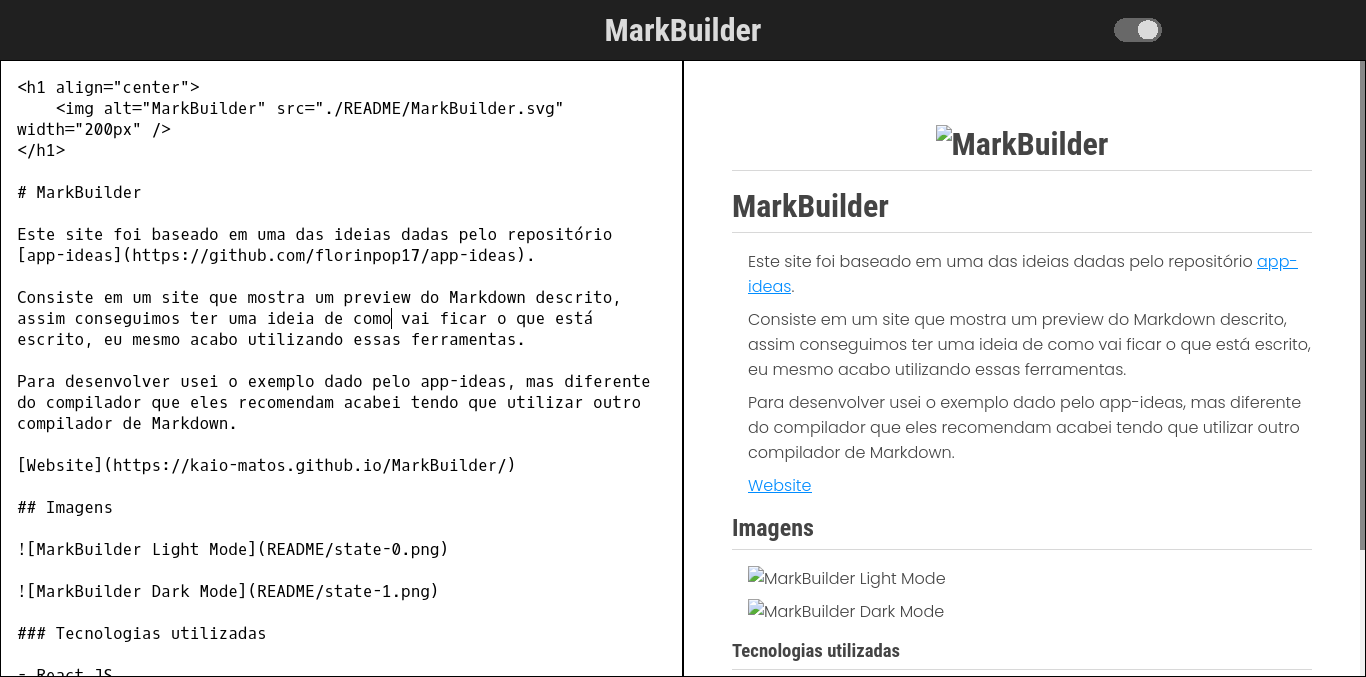 MarkBuilder
<h1 align="center">
    <img alt="MarkBuilder" src="./README/MarkBuilder.svg"
width="200px" />
</h1>
# MarkBuilder
Este site foi baseado em uma das ideias dadas pelo repositório
[app-ideas](https://github.com/florinpop17/app-ideas).
Consiste em um site que mostra um preview do Markdown descrito,
assim conseguimos ter uma ideia de como vai ficar o que está
escrito, eu mesmo acabo utilizando essas ferramentas.
Para desenvolver usei o exemplo dado pelo app-ideas, mas diferente
do compilador que eles recomendam acabei tendo que utilizar outro
compilador de Markdown.
[Website](https://kaio-matos.github.io/MarkBuilder/)
## Imagens
![MarkBuilder Light Mode](README/state-0.png)
![MarkBuilder Dark Mode](README/state-1.png)
### Tecnologias utilizadas
- React JS
MarkBuilder
MarkBuilder
Este site foi baseado em uma das ideias dadas pelo repositório app-
ideas.
Consiste em um site que mostra um preview do Markdown descrito,
assim conseguimos ter uma ideia de como vai ficar o que está escrito,
eu mesmo acabo utilizando essas ferramentas.
Para desenvolver usei o exemplo dado pelo app-ideas, mas diferente
do compilador que eles recomendam acabei tendo que utilizar outro
compilador de Markdown.
Website
Imagens
MarkBuilder Light Mode
MarkBuilder Dark Mode
Tecnologias utilizadas